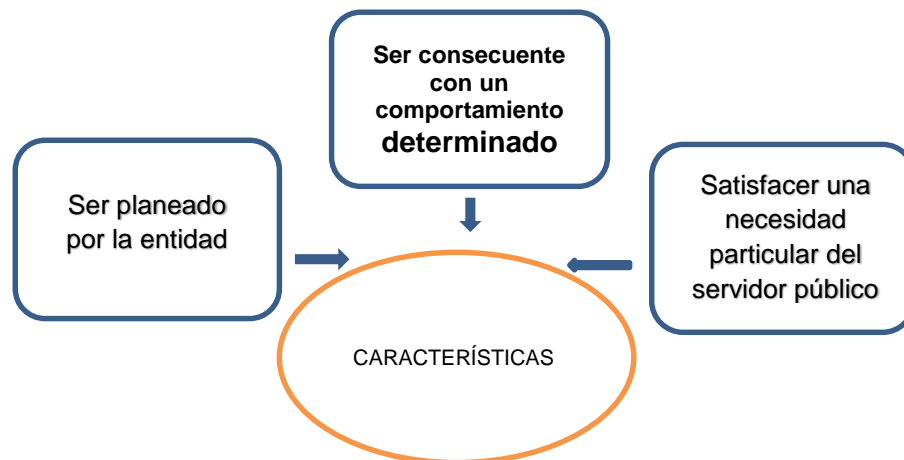 Ser consecuente
con un
comportamiento
determinado
Ser planeado
por la entidad
Satisfacer una
necesidad
particular del
servidor público
CARACTERÍSTICAS